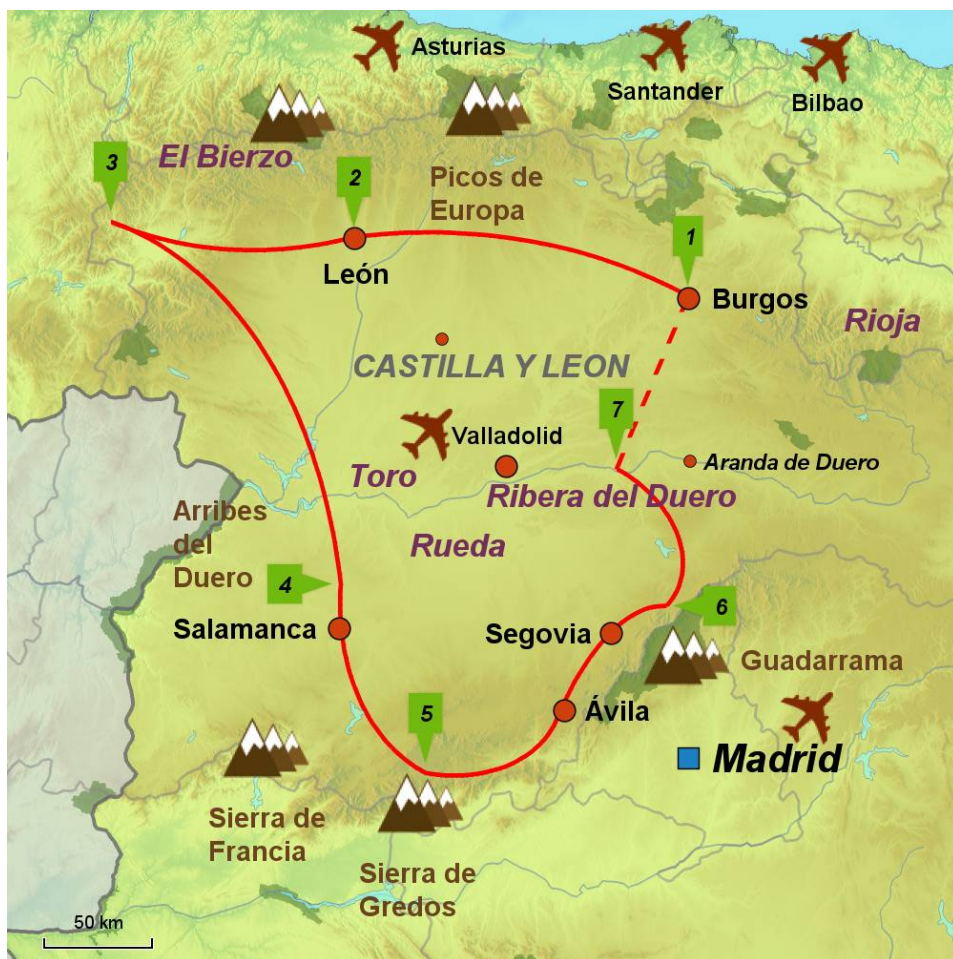 Asturias
Santander
Bilbao
El Bierzo
3
2
Picos de
Europa
1
León
Burgos
Rioja
CASTILLA Y LEON
7
Valladolid
Aranda de Duero
Toro
Ribera del Duero
Arribes
del
Duero
Rueda
4
6
Salamanca
Segovia
Guadarrama
5
Ávila
Madrid
Sierra de
Francia
Sierra de
Gredos
50 km